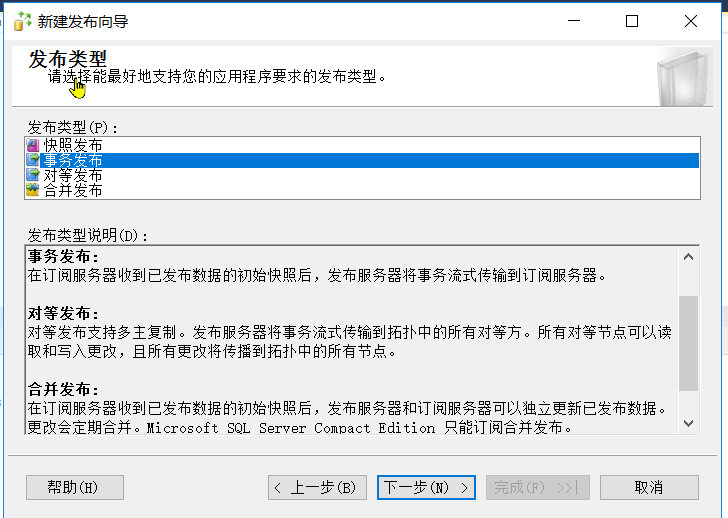 新建发布向导
发布类型
请选择能最好地支持您的应用程序要求的发布类型。
发布类型(P):
快照发布
事务发布
对等发布
合并发布
发布类型说明(D):
事务发布:
在订阅服务器收到已发布数据的初始快照后，发布服务器将事务流式传输到订阅服务器。
对等发布:
对等发布支持多主复制。发布服务器将事务流式传输到拓扑中的所有对等方。所有对等节点可以读
取和写入更改，且所有更改将传播到拓扑中的所有节点。
合并发布:
在订阅服务器收到已发布数据的初始快照后，发布服务器和订阅服务器可以独立更新已发布数据。
更改会定期合并。Microsoft SQL Server Compact Edition 只能订阅合并发布。
帮助(H)
< 上一步(B)
下一步(N) >
完成(F) >>|
取消